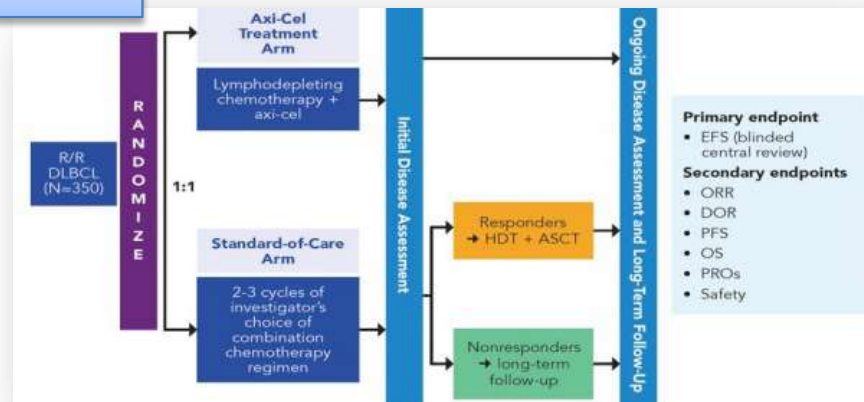 R/R
DLBCL
(N=350)
RANDOMIZE
1:1
Axi-Cel
Treatment
Arm
Lymphodepleting
chemotherapy +
axi-cel
Standard-of-Care
Arm
2-3 cycles of
investigator's
choice of
combination
chemotherapy
regimen
Initial Disease Assessment
Responders
→ HDT + ASCT
Nonresponders
→ long-term
follow-up
Ongoing Disease Assessment and Long-Term Follow-Up
Primary endpoint
▪ EFS (blinded
central review)
Secondary endpoints
• ORR
• DOR
• PFS
• OS
• PROs
• Safety